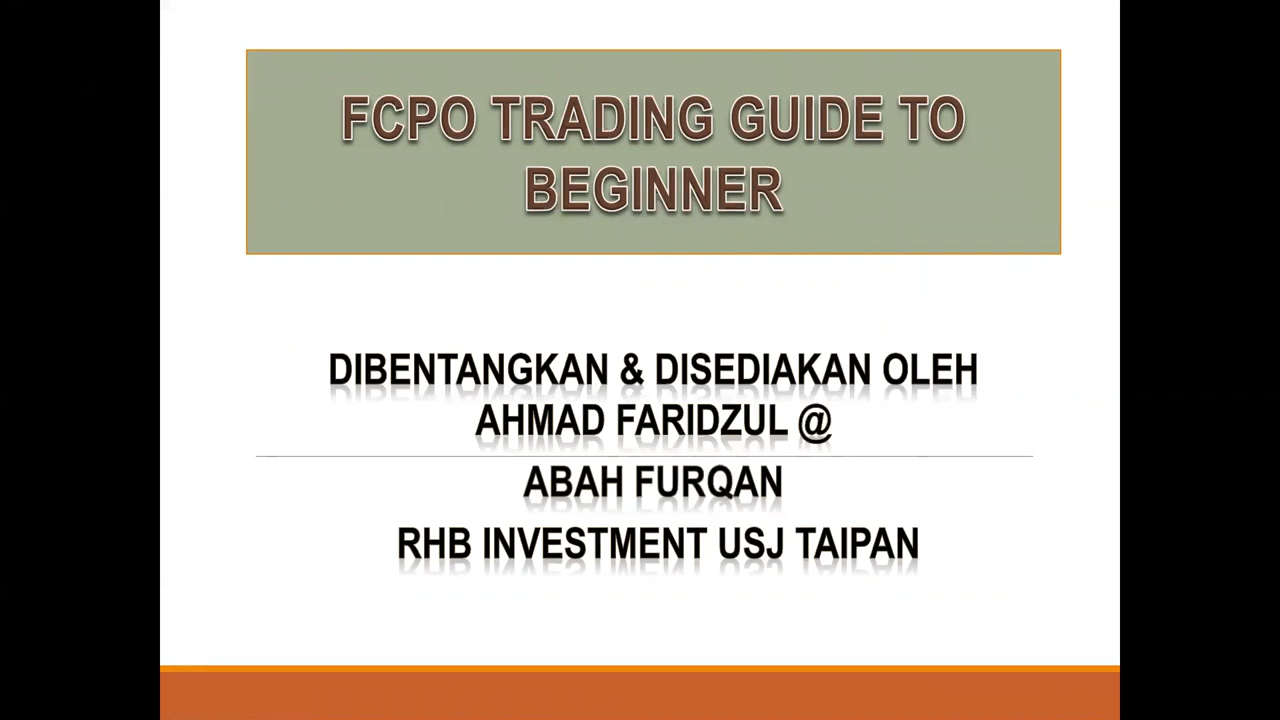 FCPO TRADING GUIDE TO
BEGINNER
DIBENTANGKAN & DISEDIAKAN OLEH
AHMAD FARIDZUL @
ABAH FURQAN
RHB INVESTMENT USJ TAIPAN